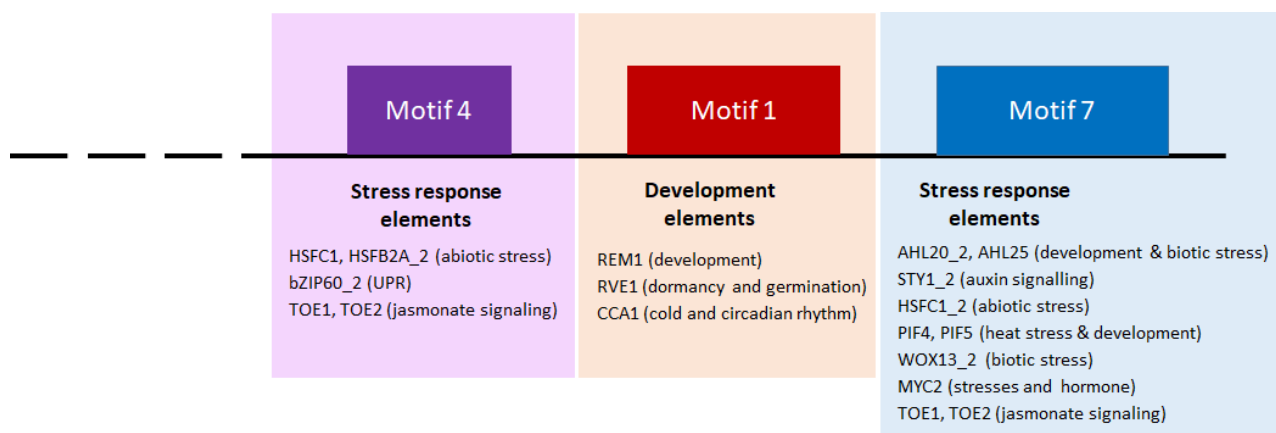 Motif 4
Stress response
elements
HSFC1, HSFB2A_2 (abiotic stress)
bZIP60_2 (UPR)
TOE1, TOE2 (jasmonate signaling)
Motif 1
Development
elements
REM1 (development)
RVE1 (dormancy and germination)
CCA1 (cold and circadian rhythm)
Motif 7
Stress response
elements
AHL20_2, AHL25 (development & biotic stress)
STY1_2 (auxin signalling)
HSFC1_2 (abiotic stress)
PIF4, PIF5 (heat stress & development)
WOX13_2 (biotic stress)
MYC2 (stresses and hormone)
TOE1, TOE2 (jasmonate signaling)